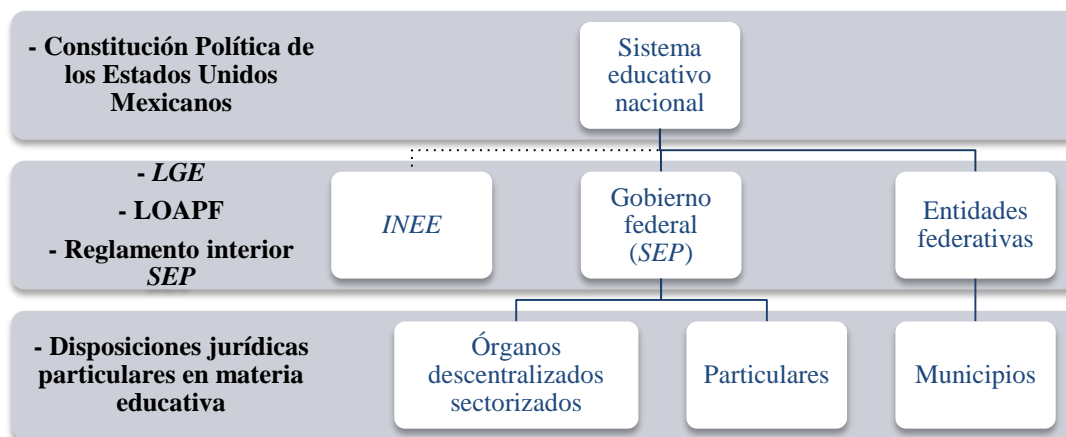 - Constitución Política de
los Estados Unidos
Mexicanos
Sistema
educativo
nacional
- LGE
- LOAPF
- Reglamento interior
SEP
INEE
Gobierno
federal
(SEP)
Entidades
federativas
- Disposiciones jurídicas
particulares en materia
educativa
Órganos
descentralizados
sectorizados
Particulares
Municipios